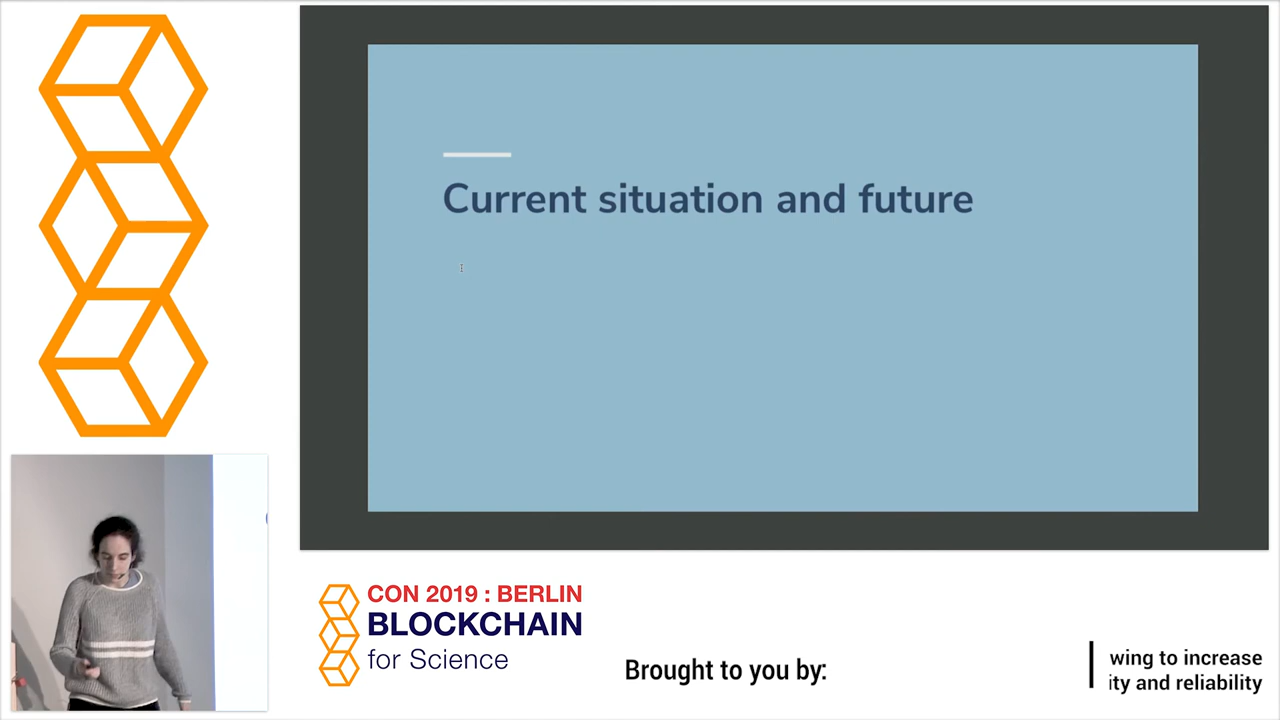 Current situation and future
CON 2019 : BERLIN
BLOCKCHAIN
for Science
Brought to you by:
wing to increase
ity and reliability